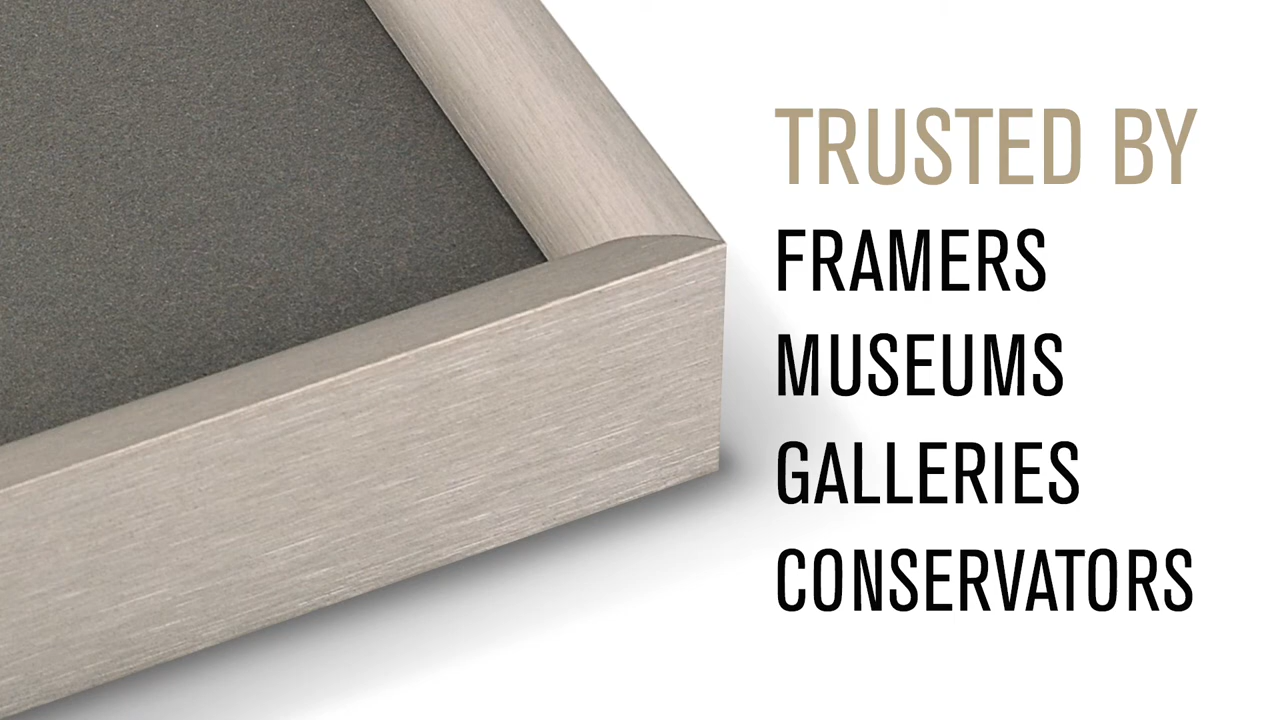 TRUSTED BY
FRAMERS
MUSEUMS
GALLERIES
CONSERVATORS